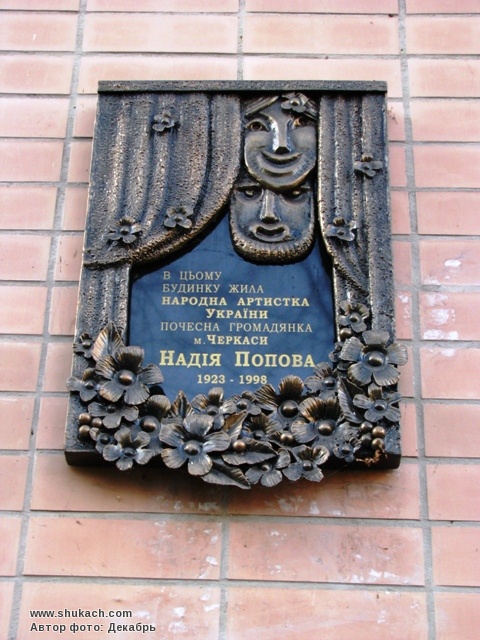 В ЦЬОМУ
БУДИНКУ ЖИЛА
НАРОДНА АРТИСТКА
УКРАЇНИ
ПОЧЕСНА ГРОМАДЯНКА
м. ЧЕРКАСИ
НАДІЯ ПОПОВА
1923 - 1998
www.shukach.com
Автор фото: Декабрь